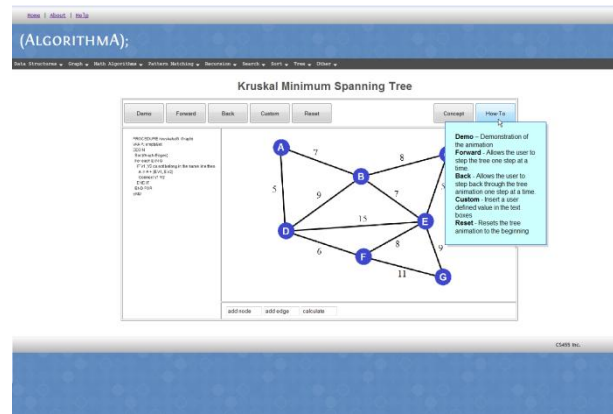 Home | About | Help
(ALGORITHMA);
Data Structures Graph Math Algorithms Pattern Matching Recursion Search Sort Tree Other
Kruskal Minimum Spanning Tree
Demo Forward Back Custom Reset Concept How-To
Demo – Demonstration of
the animation
Forward - Allows the user to
step the tree one step at a
time.
Back - Allows the user to
step back through the tree
animation one step at a time.
Custom - Insert a user
defined value in the text
boxes
Reset - Resets the tree
animation to the beginning
A
7
8
B
5
9
7
15
E
D
6
8
9
F
11
G
add node add edge calculate
CS499 Inc.